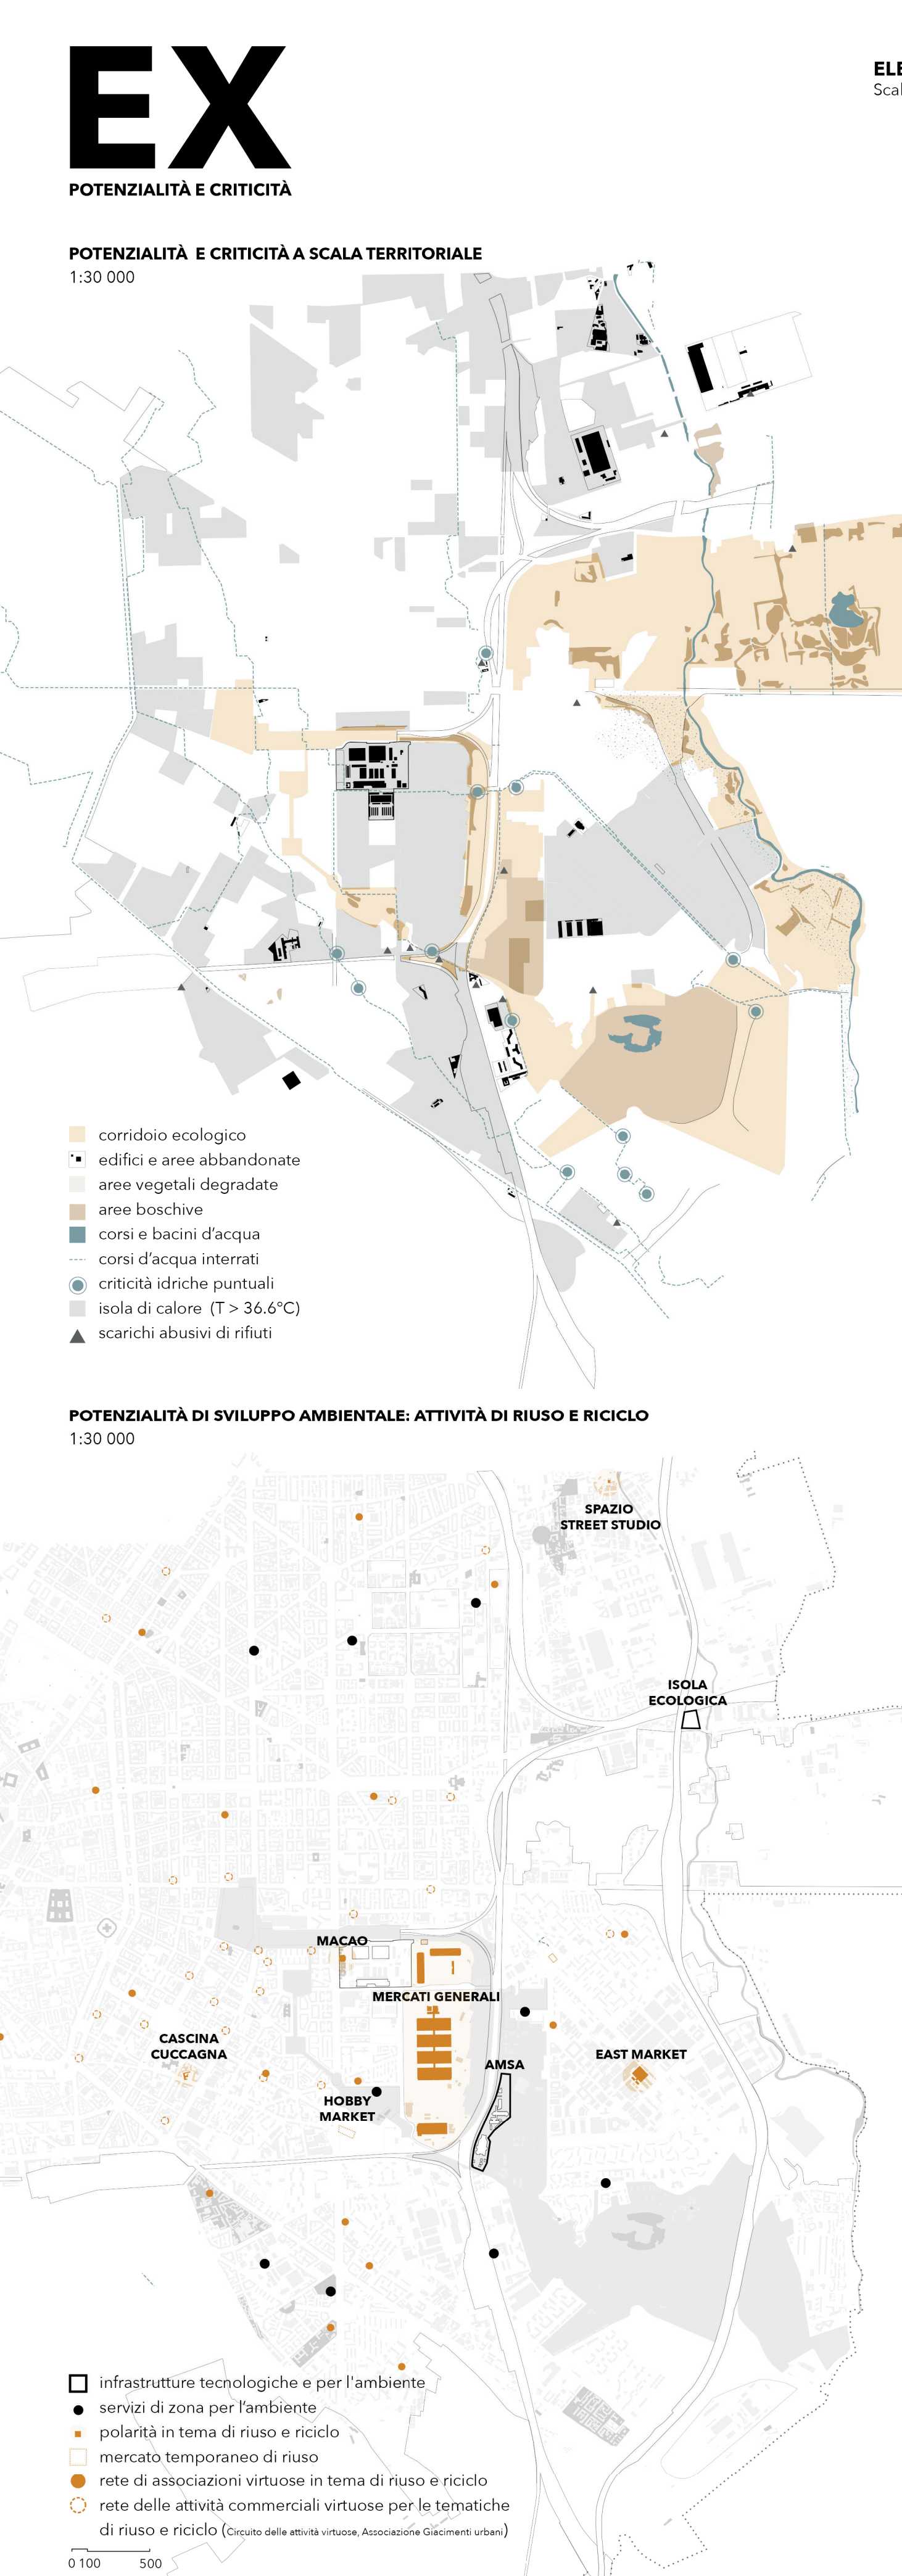 EX
POTENZIALITÀ E CRITICITÀ
ELE
Scal
POTENZIALITÀ E CRITICITÀ A SCALA TERRITORIALE
1:30 000
corridoio ecologico
edifici e aree abbandonate
aree vegetali degradate
aree boschive
corsi e bacini d’acqua
corsi d’acqua interrati
criticità idriche puntuali
isola di calore (T > 36.6°C)
scarichi abusivi di rifiuti
POTENZIALITÀ DI SVILUPPO AMBIENTALE: ATTIVITÀ DI RIUSO E RICICLO
1:30 000
SPAZIO
STREET STUDIO
ISOLA
ECOLOGICA
MACAO
MERCATI GENERALI
CASCINA
CUCCAGNA
AMSA
EAST MARKET
HOBBY
MARKET
infrastrutture tecnologiche e per l'ambiente
servizi di zona per l’ambiente
polarità in tema di riuso e riciclo
mercato temporaneo di riuso
rete di associazioni virtuose in tema di riuso e riciclo
rete delle attività commerciali virtuose per le tematiche
di riuso e riciclo (Circuito delle attività virtuose, Associazione Giacimenti urbani)
0 100 500